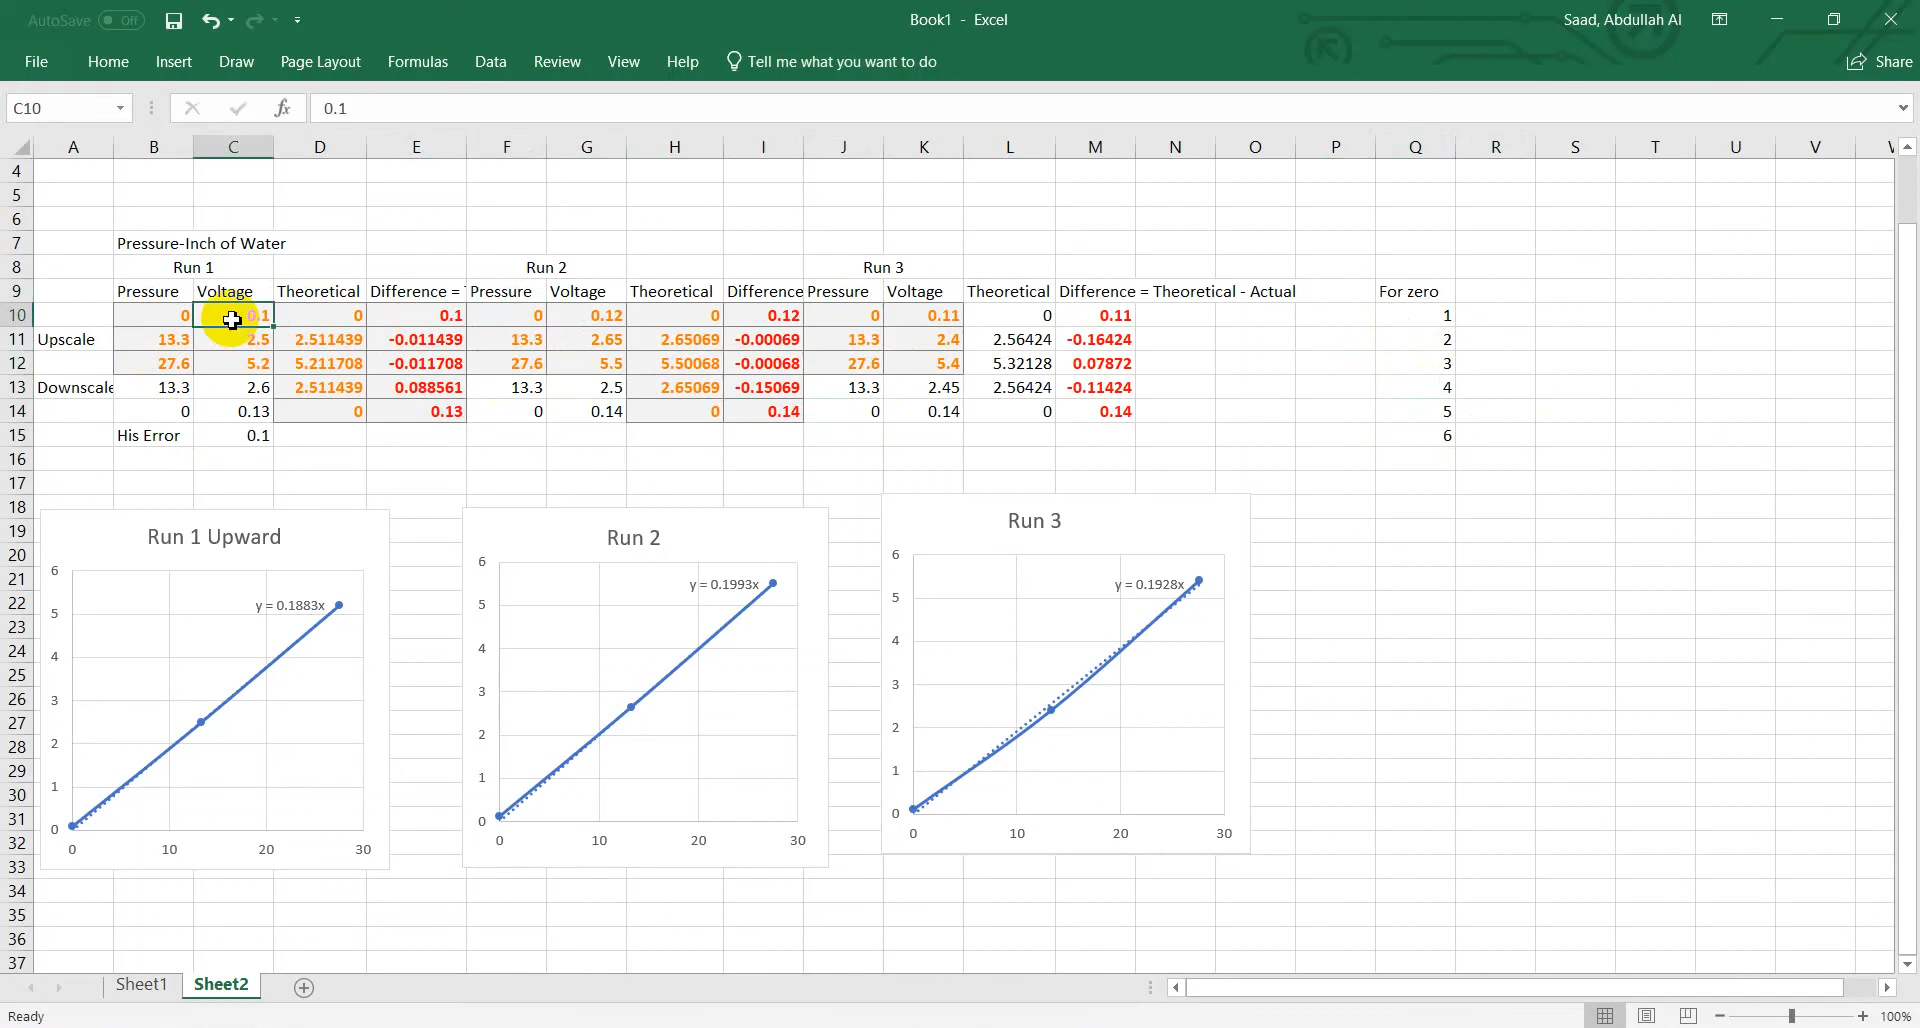 AutoSave Off Book1 - Excel Saad, Abdullah Al
File Home Insert Draw Page Layout Formulas Data Review View Help Tell me what you want to do Share
C10 fx 0.1
A B C D E F G H I J K L M N O P Q R S T U V
4
5
6
7 Pressure-Inch of Water
8 Run 1 Run 2 Run 3
9 Pressure Voltage Theoretical Difference = Pressure Voltage Theoretical Difference Pressure Voltage Theoretical Difference = Theoretical - Actual For zero
10 0 0.1 0 0.1 0 0.12 0 0.12 0 0.11 0 0.11 1
11 Upscale 13.3 2.5 2.511439 -0.011439 13.3 2.65 2.65069 -0.00069 13.3 2.4 2.56424 -0.16424 2
12 27.6 5.2 5.211708 -0.011708 27.6 5.5 5.50068 -0.00068 27.6 5.4 5.32128 0.07872 3
13 Downscale 13.3 2.6 2.511439 0.088561 13.3 2.5 2.65069 -0.15069 13.3 2.45 2.56424 -0.11424 4
14 0 0.13 0 0.13 0 0.14 0 0.14 0 0.14 0 0.14 5
15 His Error 0.1 6
16
17
18
19
20
21
22
23
24
25
26
27
28
29
30
31
32
33
34
35
36
37
Run 1 Upward
6
5
4
3
2
1
0
y = 0.1883x
0 10 20 30
Run 2
6
5
4
3
2
1
0
y = 0.1993x
0 10 20 30
Run 3
6
5
4
3
2
1
0
y = 0.1928x
0 10 20 30
Sheet1 Sheet2
Ready 100%